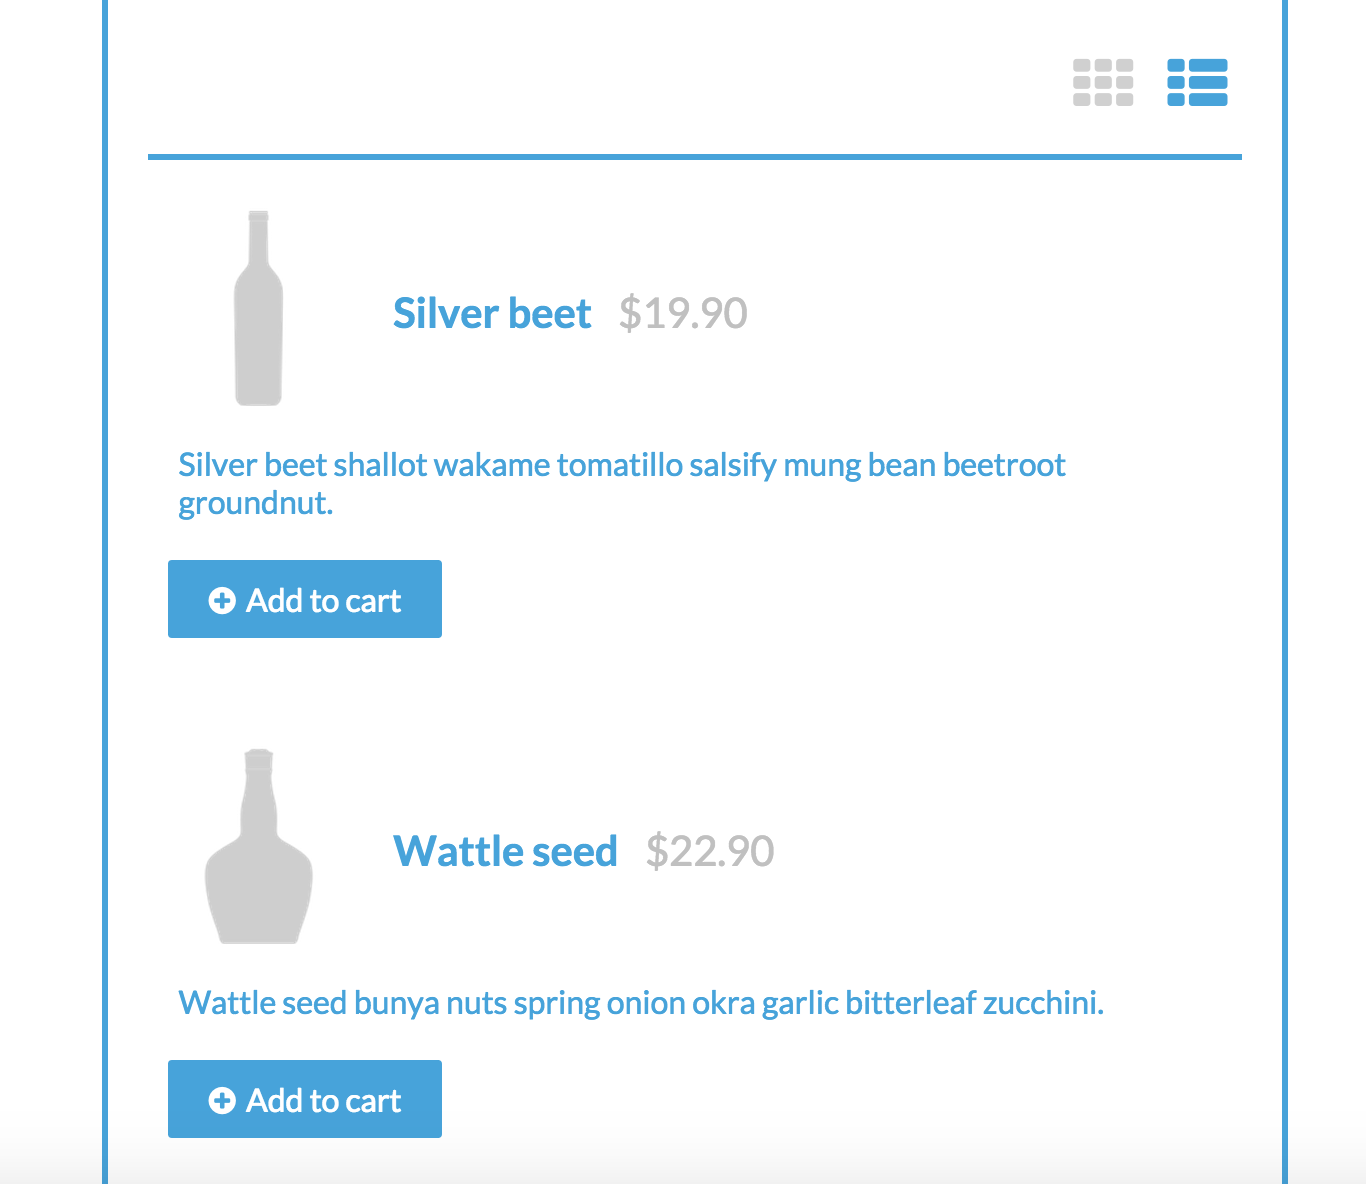 Silver beet $19.90
Silver beet shallot wakame tomatillo salsify mung bean beetroot
groundnut.
Add to cart
Wattle seed $22.90
Wattle seed bunya nuts spring onion okra garlic bitterleaf zucchini.
Add to cart